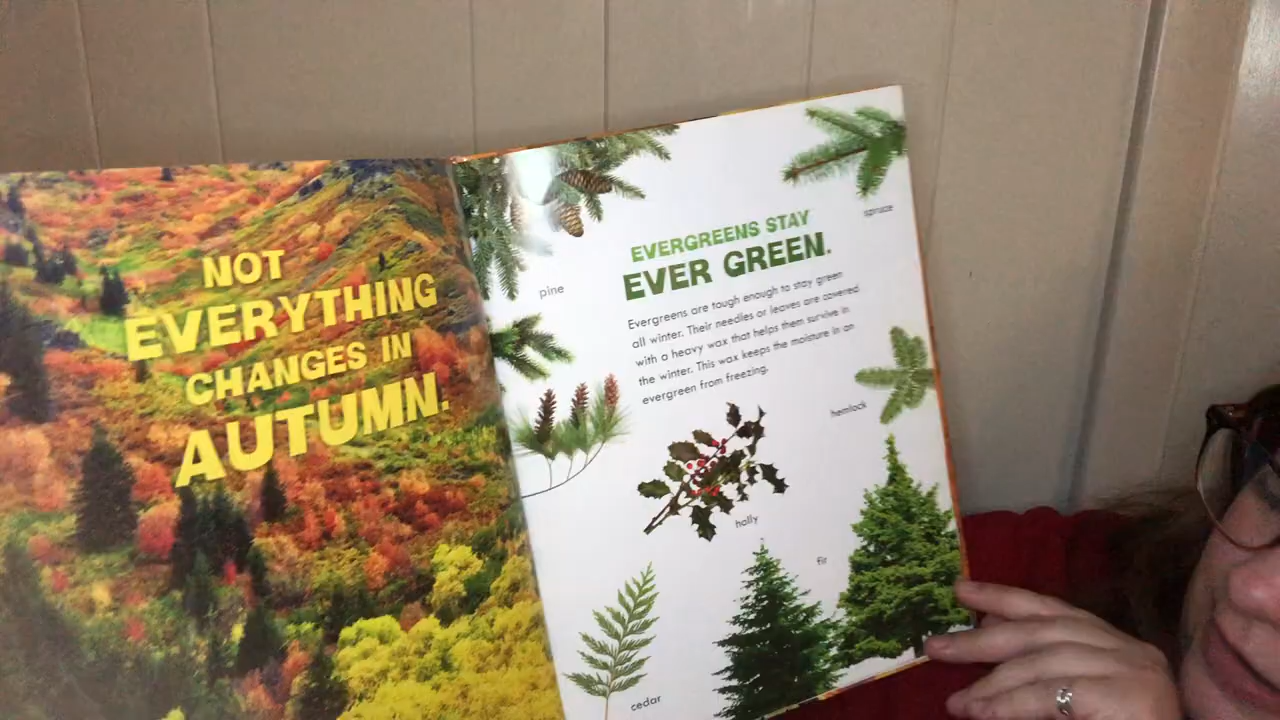 NOT
EVERYTHING
CHANGES IN
AUTUMN.
pine
spruce
EVERGREENS STAY
EVER GREEN.
Evergreens are tough enough to stay green
all winter. Their needles or leaves are covered
with a heavy wax that helps them survive in
the winter. This wax keeps the moisture in an
evergreen from freezing.
hemlock
holly
fir
cedar